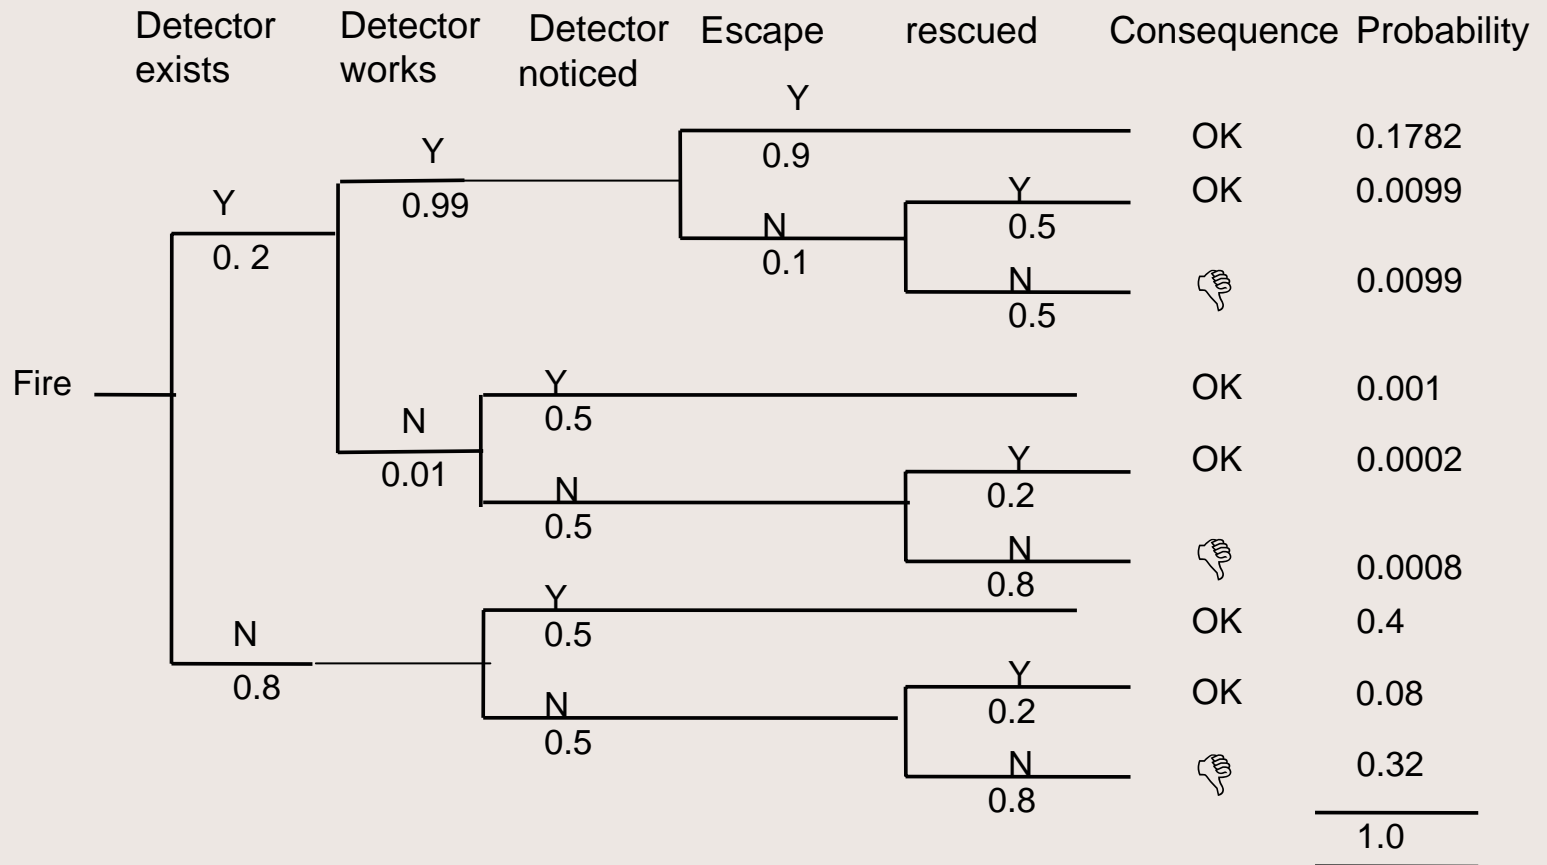 Detector Detector Detector Escape rescued Consequence Probability
exists works noticed
Y
OK 0.1782
Y 0.9
Y OK 0.0099
Y 0.99
N 0.5
0. 2 0.1
N OK 0.0099
0.5
Fire Y OK 0.001
N 0.5
Y OK 0.0002
0.01
N 0.2
0.5
N 0.0008
0.8
Y
OK 0.4
N 0.5
Y OK 0.08
0.8
N 0.2
0.5
N 0.32
0.8
1.0